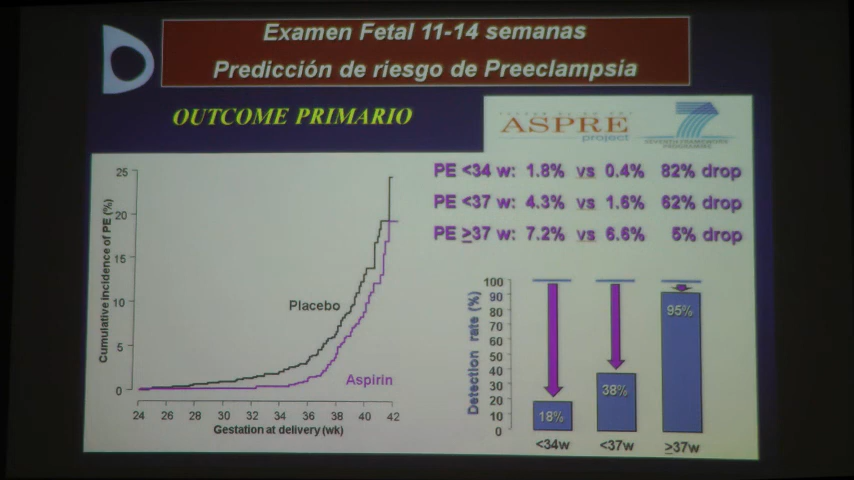 Examen Fetal 11-14 semanas
Predicción de riesgo de Preeclampsia
OUTCOME PRIMARIO
ASPRE
project
7
SEVENTH FRAMEWORK
PROGRAMME
PE <34 w: 1.8% vs 0.4% 82% drop
PE <37 w: 4.3% vs 1.6% 62% drop
PE ≥37 w: 7.2% vs 6.6% 5% drop
Cumulative incidence of PE (%)
25
20
15
10
5
0
Placebo
Aspirin
24 26 28 30 32 34 36 38 40 42
Gestation at delivery (wk)
Detection rate (%)
100
90
80
70
60
50
40
30
20
10
0
18%
38%
95%
<34w <37w ≥37w